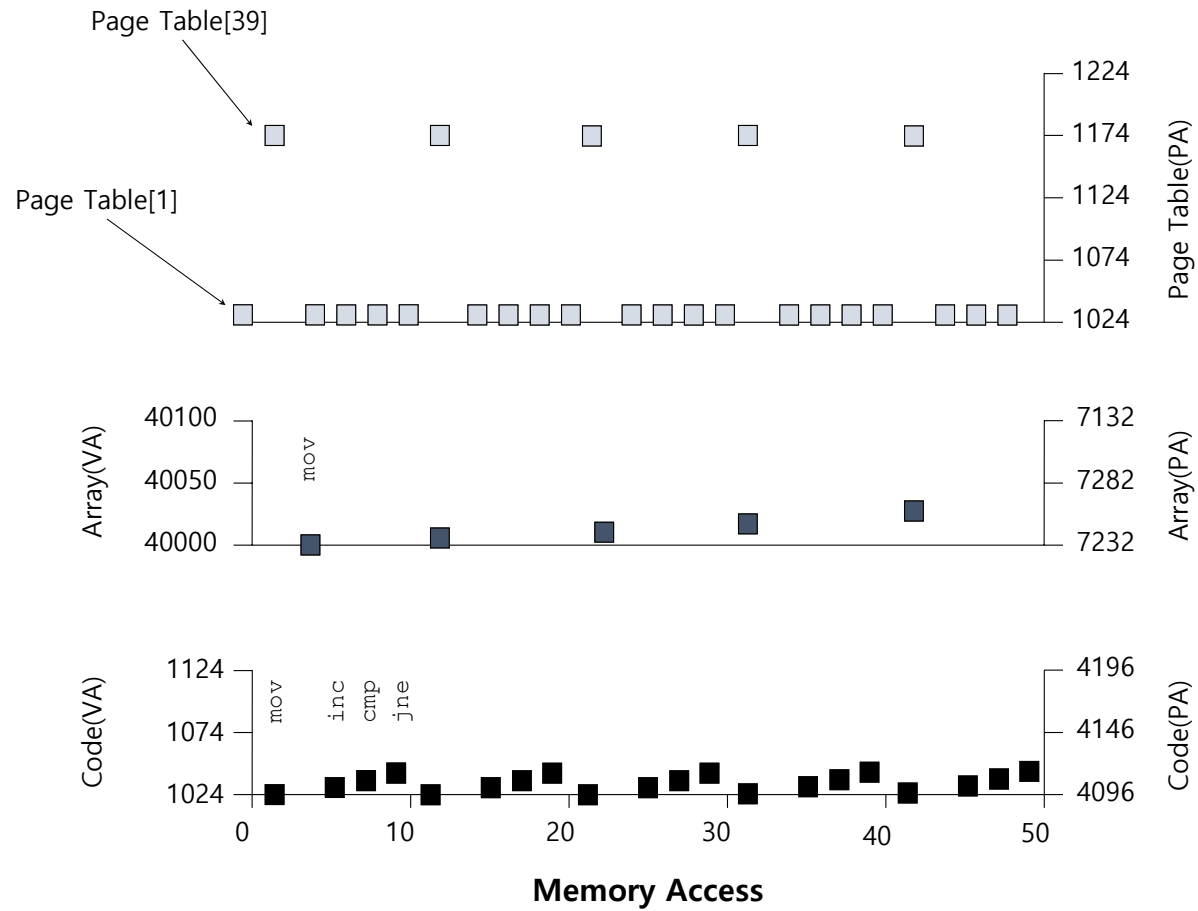 Page Table[39]
Page Table[1]
1224
1174
1124
1074
1024
Page Table(PA)
Array(VA)
40100
40050
40000
mov
7132
7282
7232
Array(PA)
Code(VA)
1124
1074
1024
mov
inc
cmp
jne
4196
4146
4096
Code(PA)
0 10 20 30 40 50
Memory Access